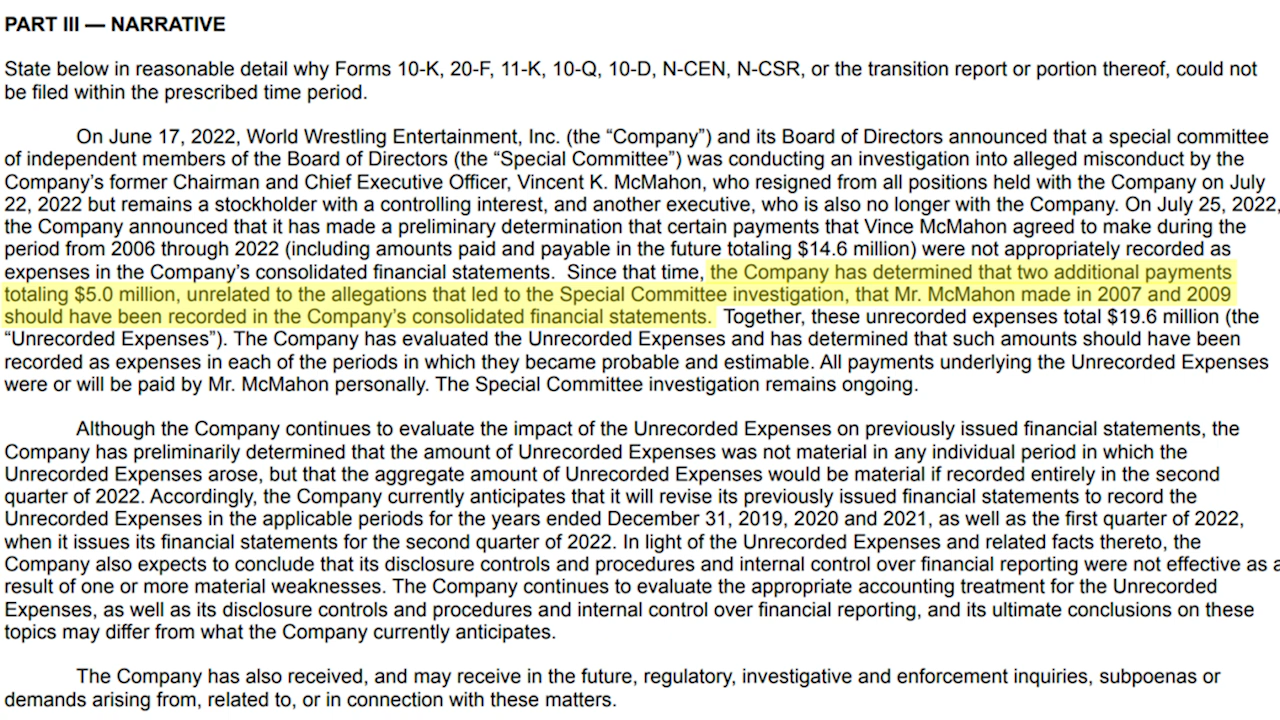 PART III — NARRATIVE
State below in reasonable detail why Forms 10-K, 20-F, 11-K, 10-Q, 10-D, N-CEN, N-CSR, or the transition report or portion thereof, could not
be filed within the prescribed time period.
On June 17, 2022, World Wrestling Entertainment, Inc. (the “Company”) and its Board of Directors announced that a special committee
of independent members of the Board of Directors (the “Special Committee”) was conducting an investigation into alleged misconduct by the
Company’s former Chairman and Chief Executive Officer, Vincent K. McMahon, who resigned from all positions held with the Company on July
22, 2022 but remains a stockholder with a controlling interest, and another executive, who is also no longer with the Company. On July 25, 2022,
the Company announced that it has made a preliminary determination that certain payments that Vince McMahon agreed to make during the
period from 2006 through 2022 (including amounts paid and payable in the future totaling $14.6 million) were not appropriately recorded as
expenses in the Company’s consolidated financial statements. Since that time, the Company has determined that two additional payments
totaling $5.0 million, unrelated to the allegations that led to the Special Committee investigation, that Mr. McMahon made in 2007 and 2009
should have been recorded in the Company’s consolidated financial statements. Together, these unrecorded expenses total $19.6 million (the
“Unrecorded Expenses”). The Company has evaluated the Unrecorded Expenses and has determined that such amounts should have been
recorded as expenses in each of the periods in which they became probable and estimable. All payments underlying the Unrecorded Expenses
were or will be paid by Mr. McMahon personally. The Special Committee investigation remains ongoing.
Although the Company continues to evaluate the impact of the Unrecorded Expenses on previously issued financial statements, the
Company has preliminarily determined that the amount of Unrecorded Expenses was not material in any individual period in which the
Unrecorded Expenses arose, but that the aggregate amount of Unrecorded Expenses would be material if recorded entirely in the second
quarter of 2022. Accordingly, the Company currently anticipates that it will revise its previously issued financial statements to record the
Unrecorded Expenses in the applicable periods for the years ended December 31, 2019, 2020 and 2021, as well as the first quarter of 2022,
when it issues its financial statements for the second quarter of 2022. In light of the Unrecorded Expenses and related facts thereto, the
Company also expects to conclude that its disclosure controls and procedures and internal control over financial reporting were not effective as a
result of one or more material weaknesses. The Company continues to evaluate the appropriate accounting treatment for the Unrecorded
Expenses, as well as its disclosure controls and procedures and internal control over financial reporting, and its ultimate conclusions on these
topics may differ from what the Company currently anticipates.
The Company has also received, and may receive in the future, regulatory, investigative and enforcement inquiries, subpoenas or
demands arising from, related to, or in connection with these matters.